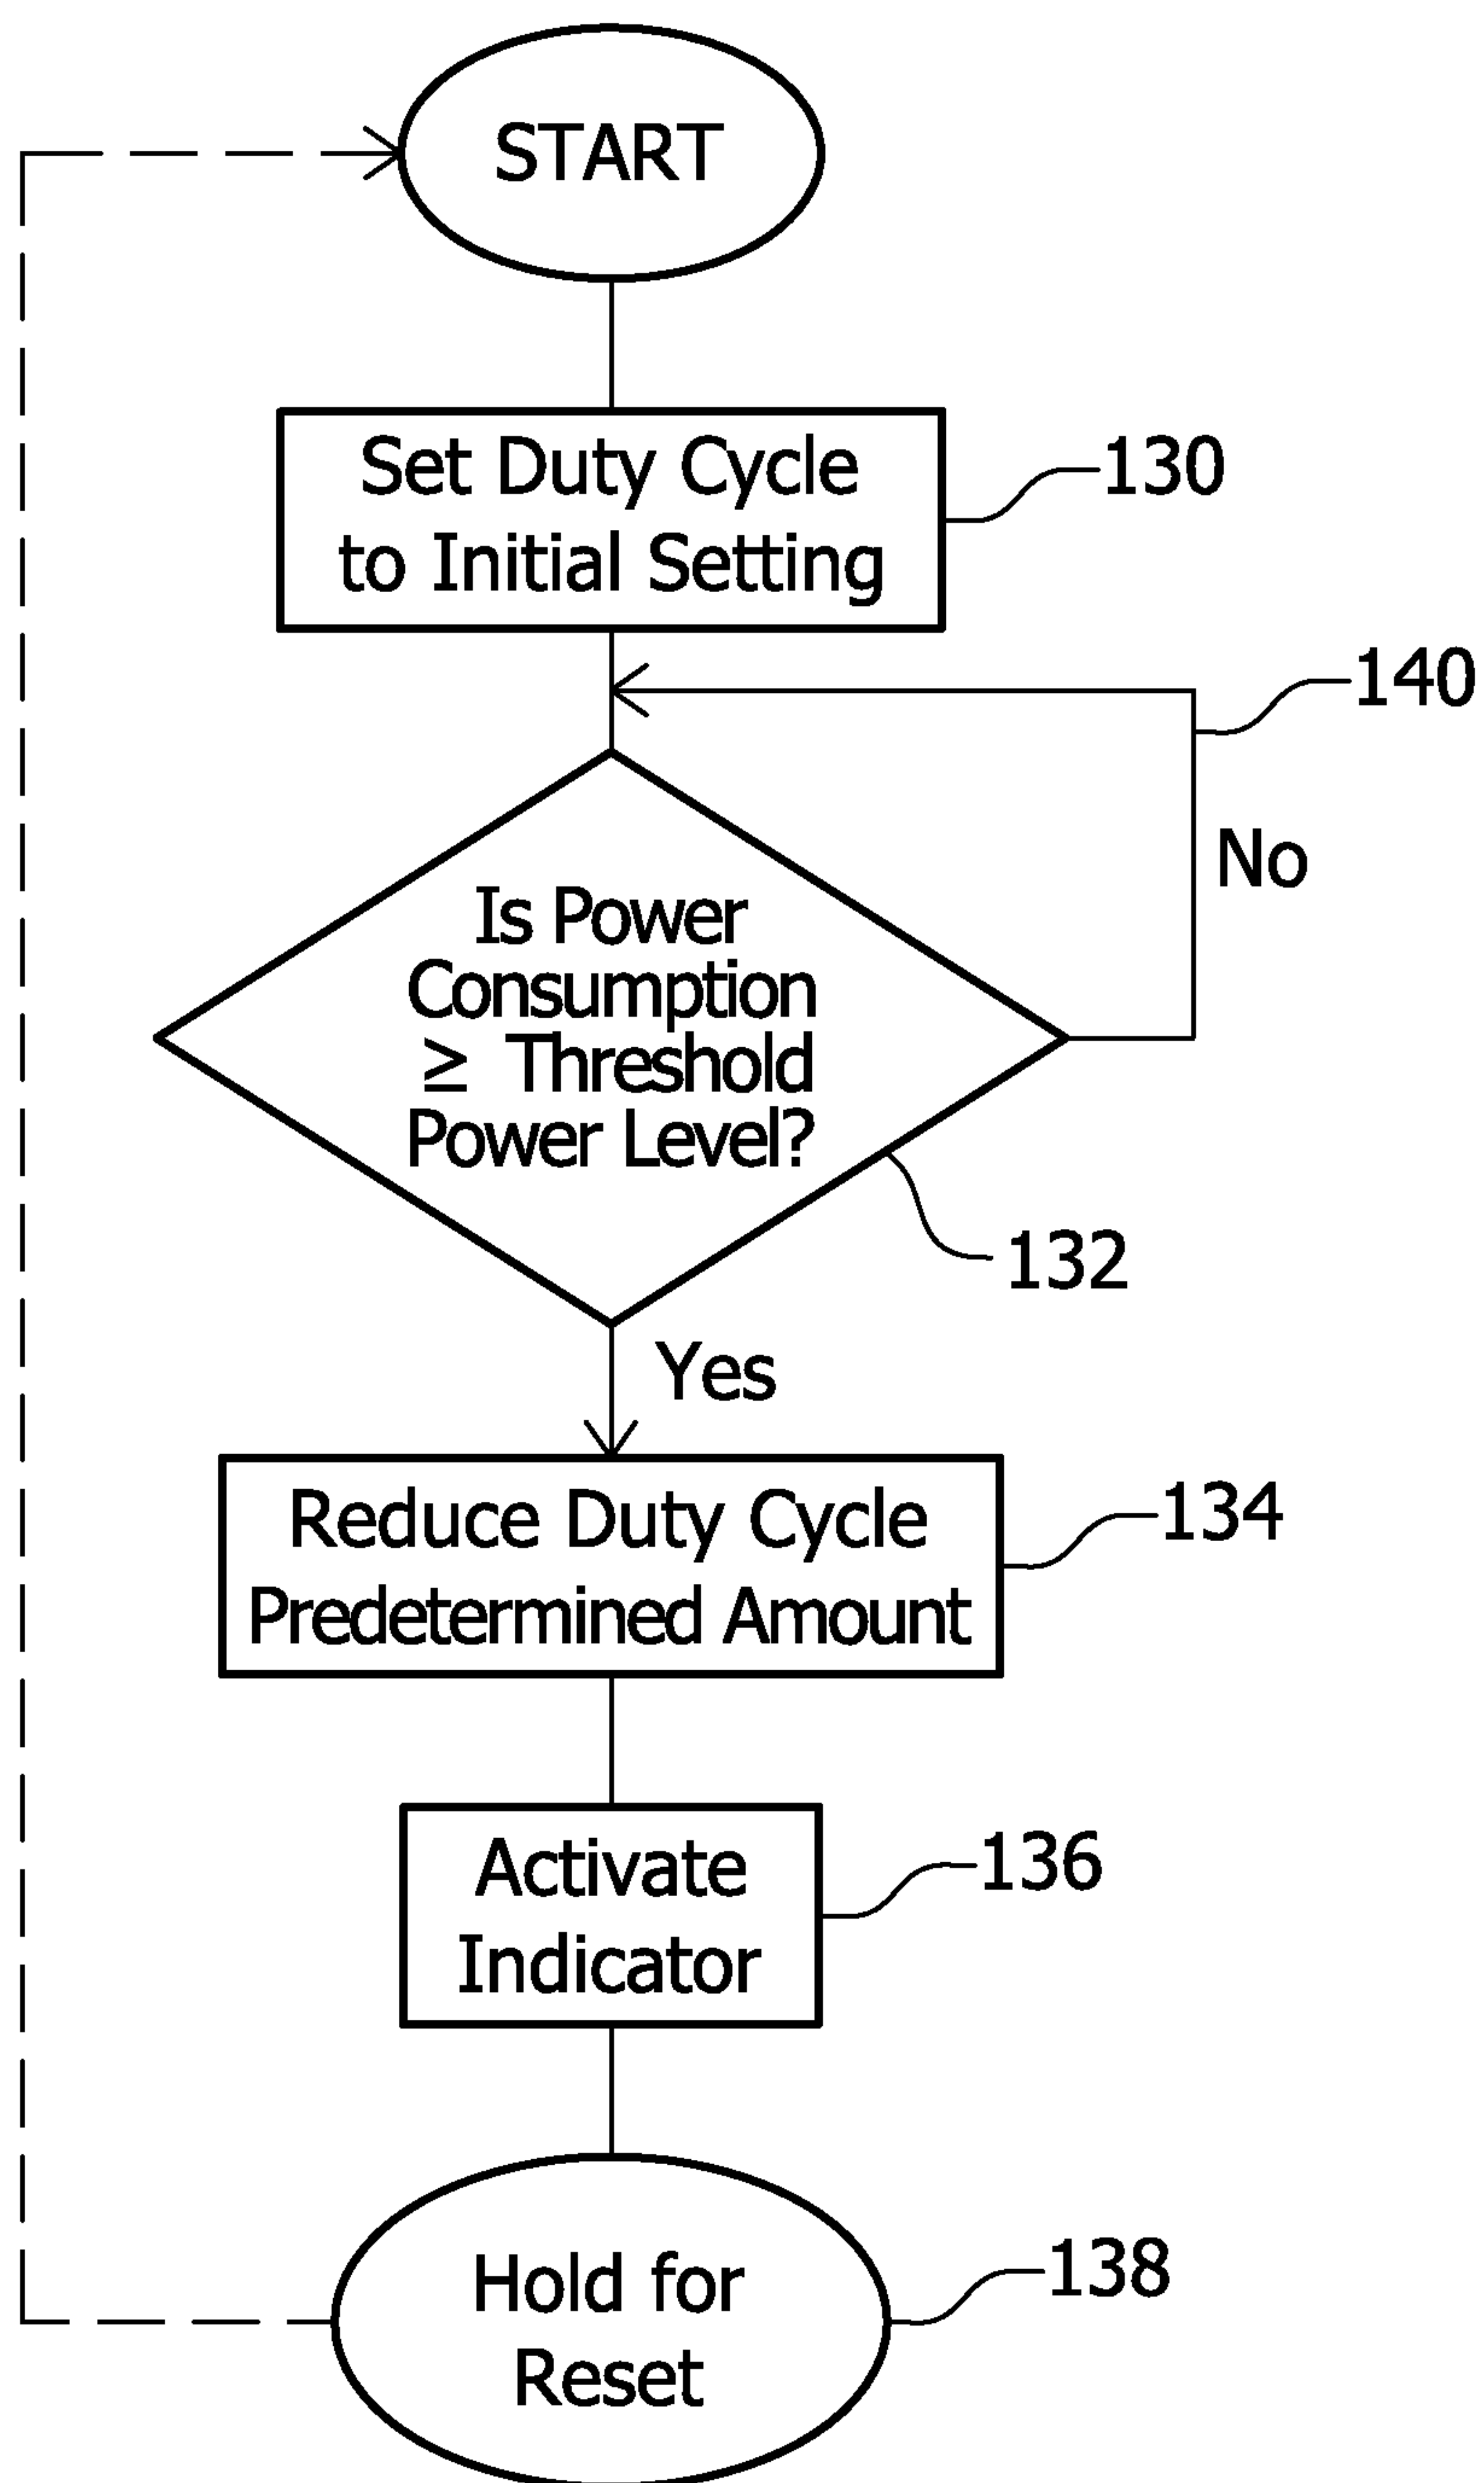 START
Set Duty Cycle
to Initial Setting
130
140
No
Is Power
Consumption
≥ Threshold
Power Level?
132
Yes
Reduce Duty Cycle
Predetermined Amount
134
Activate
Indicator
136
Hold for
Reset
138